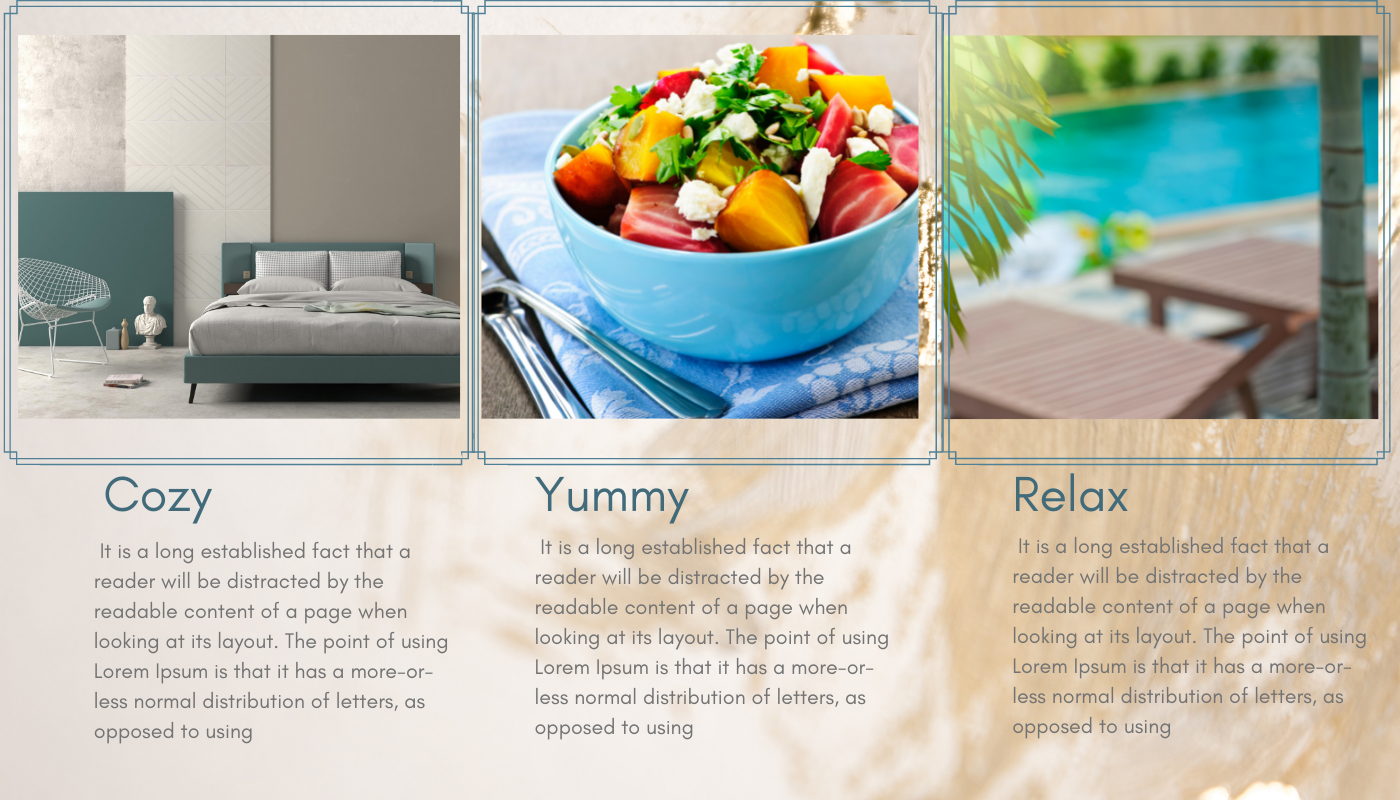 Cozy
It is a long established fact that a
reader will be distracted by the
readable content of a page when
looking at its layout. The point of using
Lorem Ipsum is that it has a more-or-
less normal distribution of letters, as
opposed to using
Yummy
It is a long established fact that a
reader will be distracted by the
readable content of a page when
looking at its layout. The point of using
Lorem Ipsum is that it has a more-or-
less normal distribution of letters, as
opposed to using
Relax
It is a long established fact that a
reader will be distracted by the
readable content of a page when
looking at its layout. The point of using
Lorem Ipsum is that it has a more-or-
less normal distribution of letters, as
opposed to using